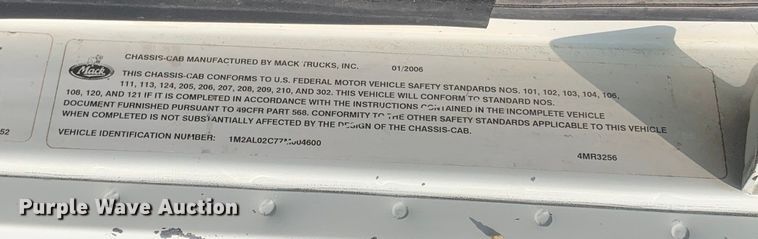 CHASSIS-CAB MANUFACTURED BY MACK TRUCKS, INC. 01/2006
Mack
THIS CHASSIS-CAB CONFORMS TO U.S. FEDERAL MOTOR VEHICLE SAFETY STANDARDS NOS. 101, 102, 103, 104, 106,
111, 113, 124, 205, 206, 207, 208, 209, 210, AND 302. THIS VEHICLE WILL CONFORM TO STANDARD NOS.
108, 120, AND 121 IF IT IS COMPLETED IN ACCORDANCE WITH THE INSTRUCTIONS CONTAINED IN THE INCOMPLETE VEHICLE
DOCUMENT FURNISHED PURSUANT TO 49CFR PART 568. CONFORMITY TO THE OTHER SAFETY STANDARDS APPLICABLE TO THIS VEHICLE
WHEN COMPLETED IS NOT SUBSTANTIALLY AFFECTED BY THE DESIGN OF THE CHASSIS-CAB.
52
VEHICLE IDENTIFICATION NUMBER: 1M2AL02C77M004600
4MR3256
Purple Wave Auction